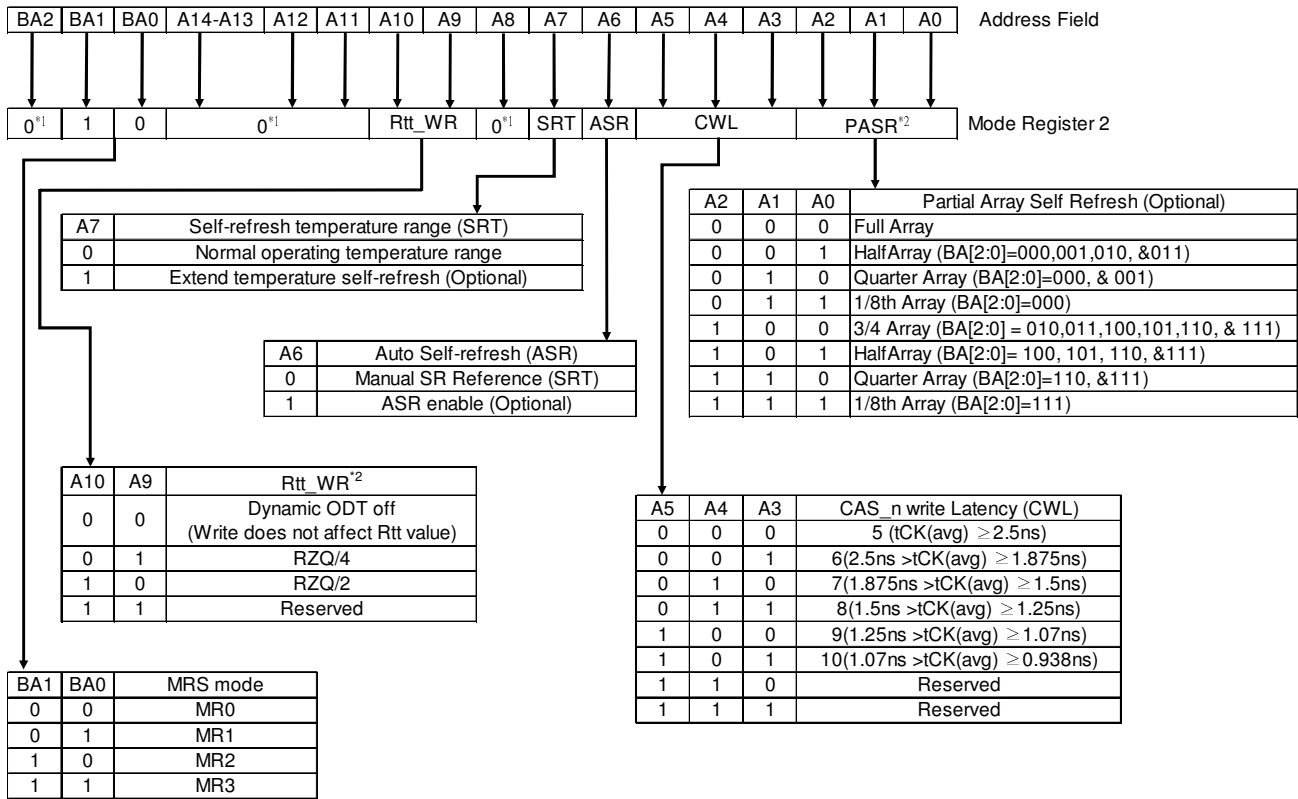 BA2 BA1 BA0 A14-A13 A12 A11 A10 A9 A8 A7 A6 A5 A4 A3 A2 A1 A0 Address Field
0*1 1 0 0*1 Rtt_WR 0*1 SRT ASR CWL PASR*2 Mode Register 2
A7 Self-refresh temperature range (SRT)
0 Normal operating temperature range
1 Extend temperature self-refresh (Optional)
A2 A1 A0 Partial Array Self Refresh (Optional)
0 0 0 Full Array
0 0 1 HalfArray (BA[2:0]=000,001,010, &011)
0 1 0 Quarter Array (BA[2:0]=000, & 001)
0 1 1 1/8th Array (BA[2:0]=000)
1 0 0 3/4 Array (BA[2:0] = 010,011,100,101,110, & 111)
1 0 1 HalfArray (BA[2:0]= 100, 101, 110, &111)
1 1 0 Quarter Array (BA[2:0]=110, &111)
1 1 1 1/8th Array (BA[2:0]=111)
A6 Auto Self-refresh (ASR)
0 Manual SR Reference (SRT)
1 ASR enable (Optional)
A10 A9 Rtt_WR*2
0 0 Dynamic ODT off
(Write does not affect Rtt value)
0 1 RZQ/4
1 0 RZQ/2
1 1 Reserved
A5 A4 A3 CAS_n write Latency (CWL)
0 0 0 5 (tCK(avg) ≥2.5ns)
0 0 1 6(2.5ns >tCK(avg) ≥1.875ns)
0 1 0 7(1.875ns >tCK(avg) ≥1.5ns)
0 1 1 8(1.5ns >tCK(avg) ≥1.25ns)
1 0 0 9(1.25ns >tCK(avg) ≥1.07ns)
1 0 1 10(1.07ns >tCK(avg) ≥0.938ns)
1 1 0 Reserved
1 1 1 Reserved
BA1 BA0 MRS mode
0 0 MR0
0 1 MR1
1 0 MR2
1 1 MR3